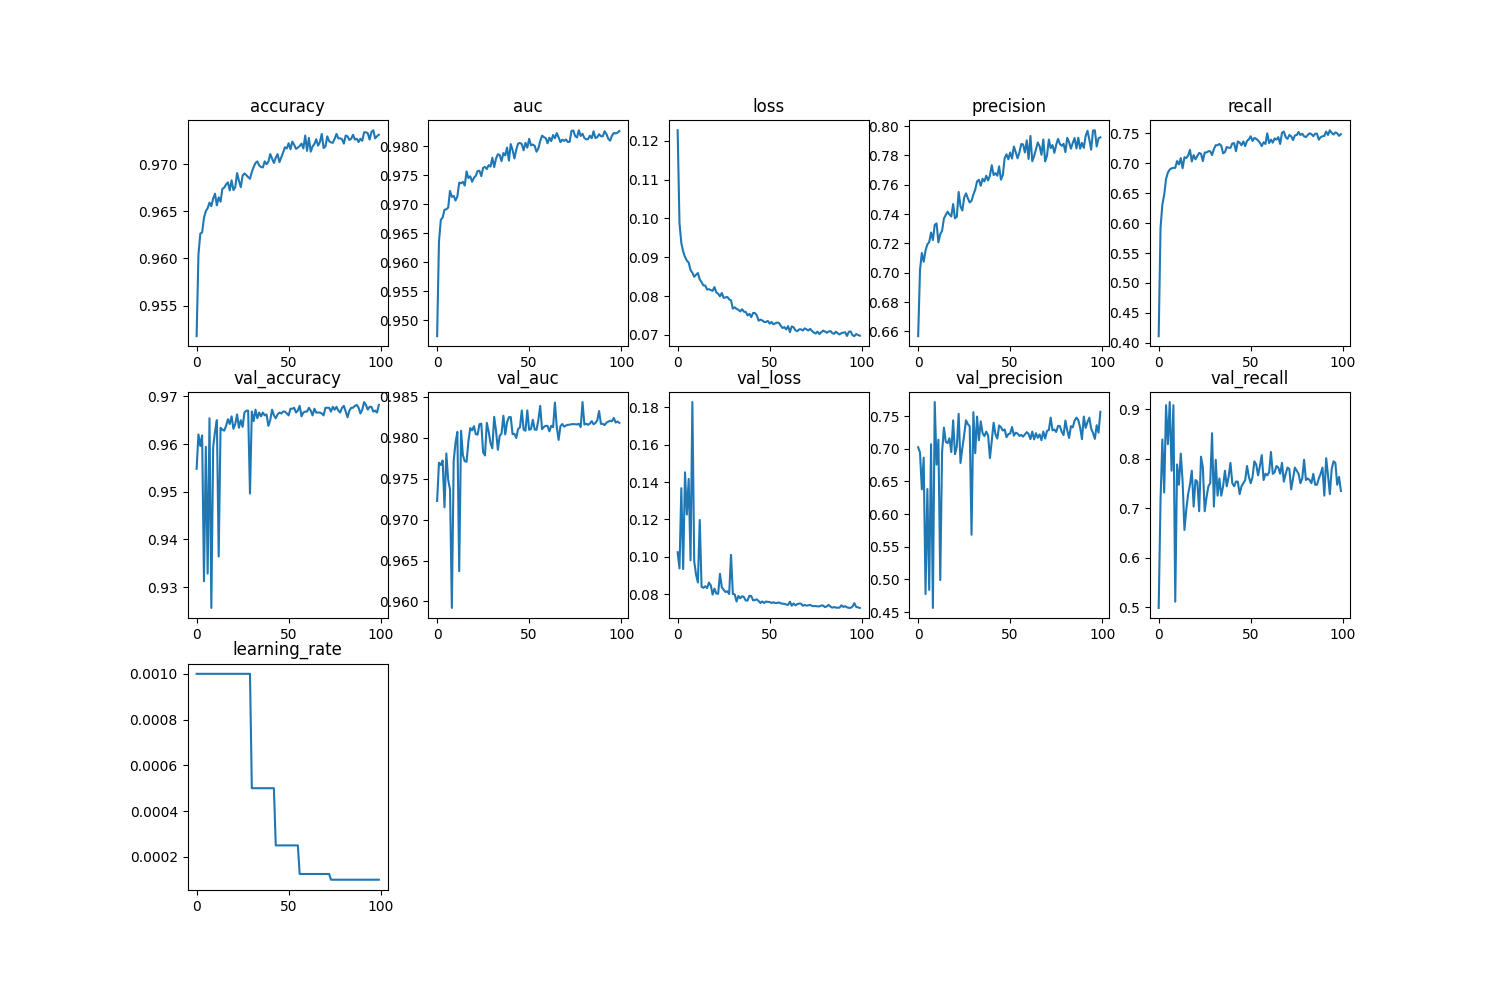 accuracy auc loss precision recall
0.970 0.965 0.960 0.955
0.980 0.975 0.970 0.965 0.960 0.955 0.950
0.12 0.11 0.10 0.09 0.08 0.07
0.80 0.78 0.76 0.74 0.72 0.70 0.68 0.66
0.75 0.70 0.65 0.60 0.55 0.50 0.45 0.40
0 50 100 0 50 100 0 50 100 0 50 100 0 50 100
val_accuracy val_auc val_loss val_precision val_recall
0.97 0.96 0.95 0.94 0.93
0.985 0.980 0.975 0.970 0.965 0.960
0.18 0.16 0.14 0.12 0.10 0.08
0.75 0.70 0.65 0.60 0.55 0.50 0.45
0.9 0.8 0.7 0.6 0.5
0 50 100 0 50 100 0 50 100 0 50 100 0 50 100
learning_rate
0.0010
0.0008
0.0006
0.0004
0.0002
0 50 100